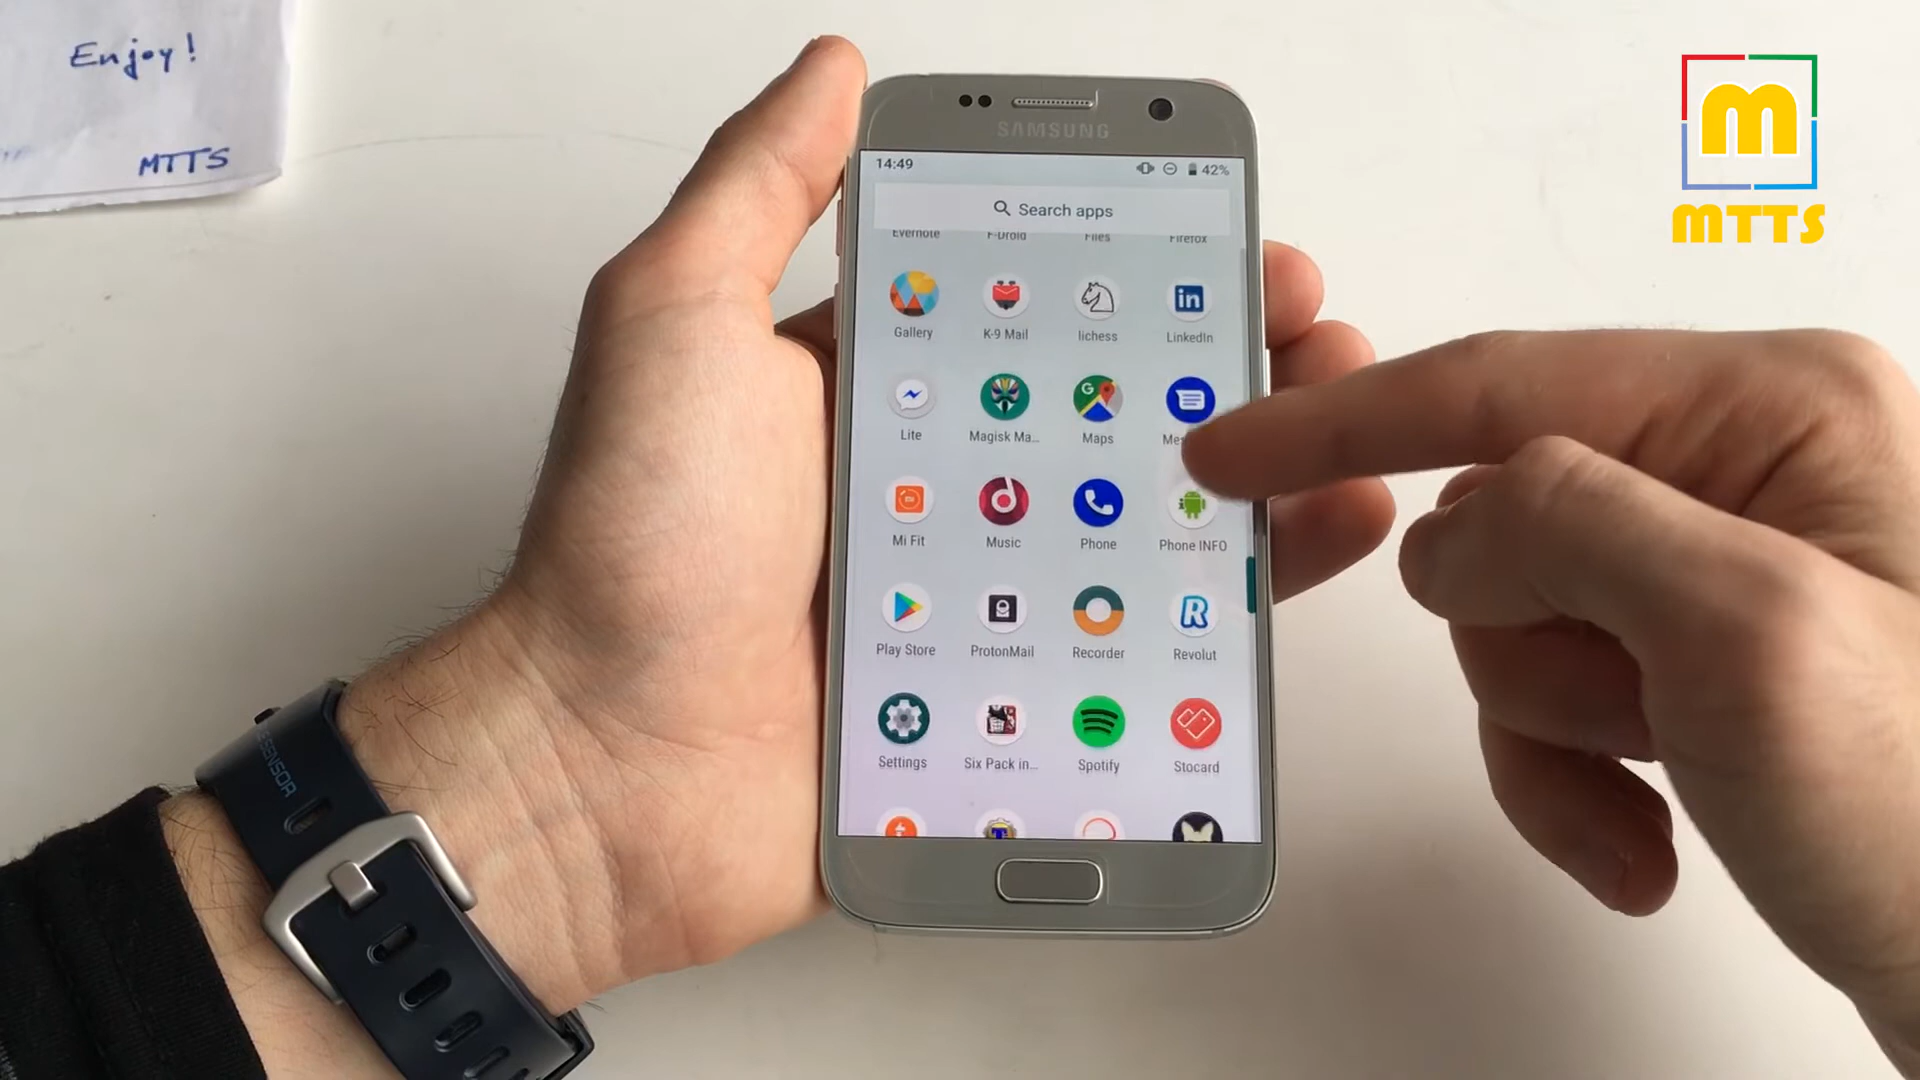 Enjoy!
MTTS
MTTS
SAMSUNG
14:49
42%
Search apps
Evernote F-Droid Files Firefox
Gallery K-9 Mail lichess LinkedIn
Lite Magisk Ma... Maps
Mi Fit Music Phone Phone INFO
Play Store ProtonMail Recorder Revolut
Settings Six Pack in... Spotify Stocard
SENSOR